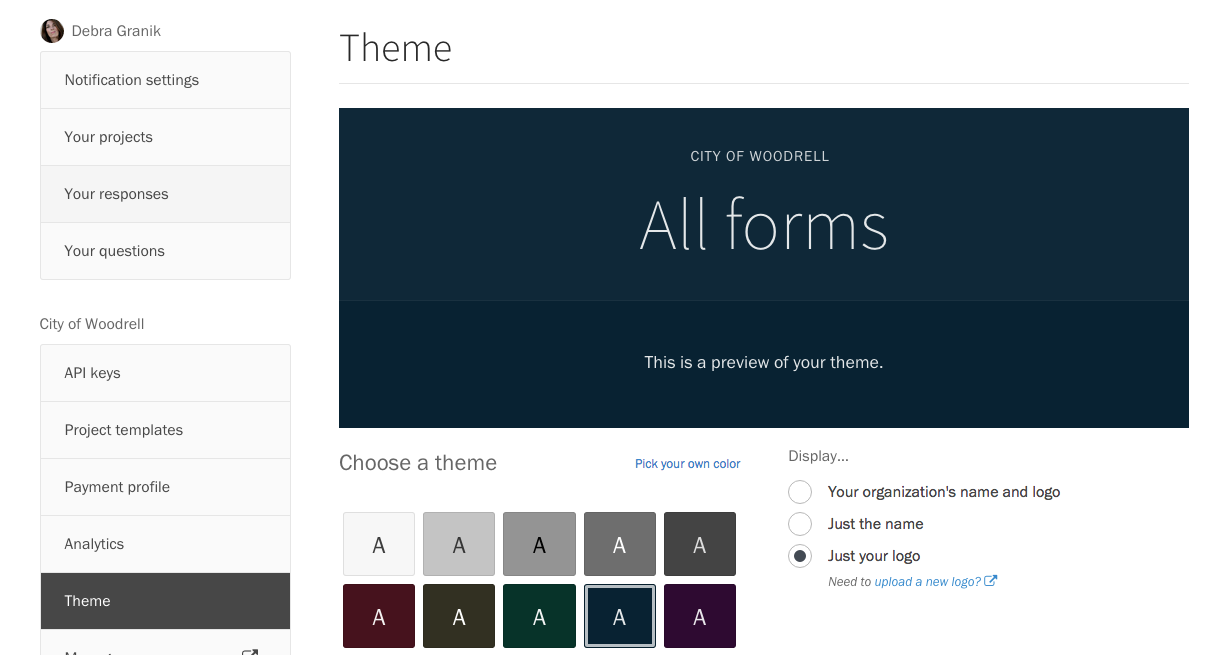 Debra Granik
Notification settings
Your projects
Your responses
Your questions
City of Woodrell
API keys
Project templates
Payment profile
Analytics
Theme
Theme
CITY OF WOODRELL
All forms
This is a preview of your theme.
Choose a theme
Pick your own color
A A A A A
A A A A A
Display...
Your organization's name and logo
Just the name
Just your logo
Need to upload a new logo?